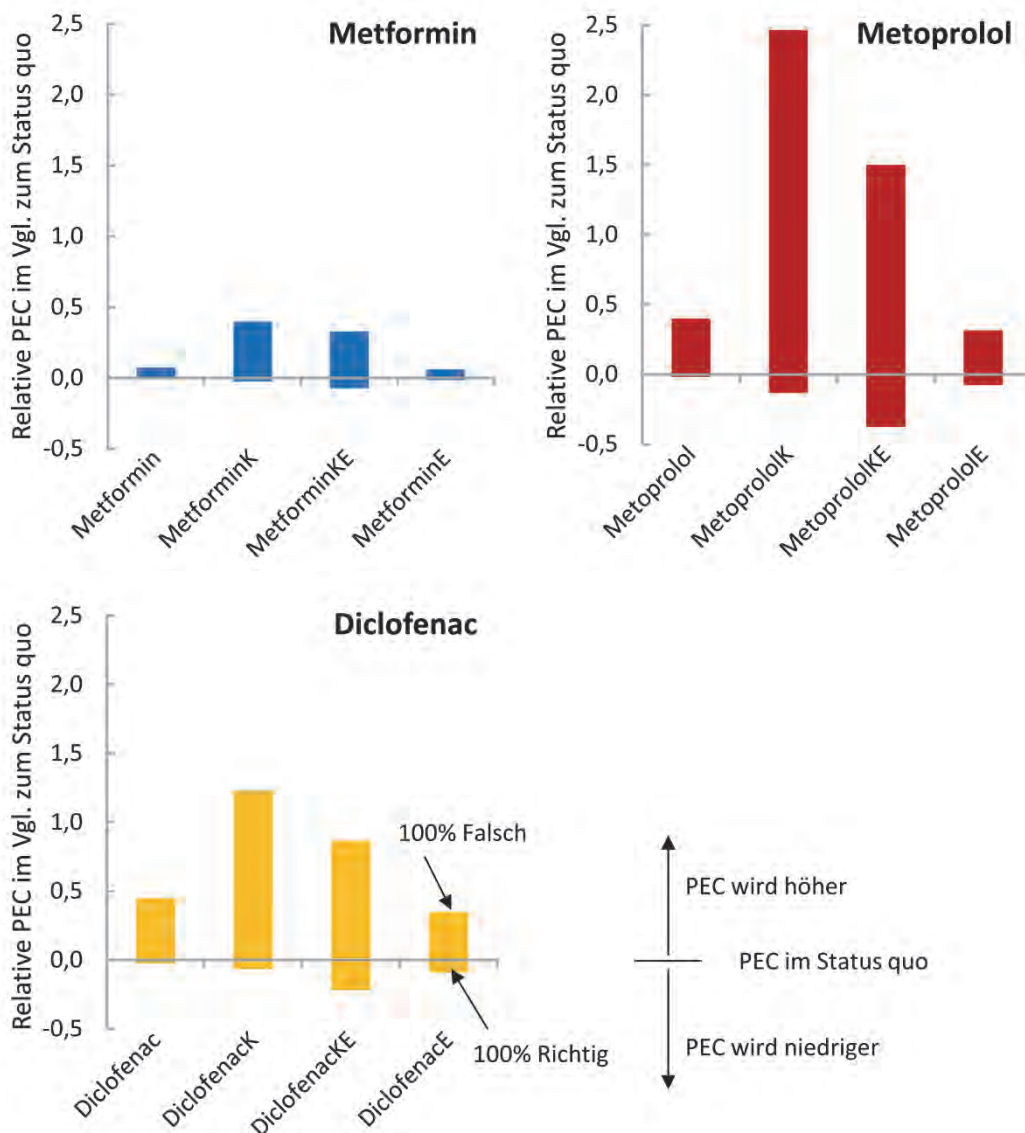 Metformin
Relative PEC im Vgl. zum Status quo
2,5
2,0
1,5
1,0
0,5
0,0
-0,5
Metformin
MetforminK
MetforminKE
MetforminE
Metoprolol
Relative PEC im Vgl. zum Status quo
2,5
2,0
1,5
1,0
0,5
0,0
-0,5
Metoprolol
MetoprololK
MetoprololKE
MetoprololE
Diclofenac
Relative PEC im Vgl. zum Status quo
2,5
2,0
1,5
1,0
0,5
0,0
-0,5
Diclofenac
DiclofenacK
DiclofenacKE
DiclofenacE
100% Falsch
100% Richtig
PEC wird höher
PEC im Status quo
PEC wird niedriger